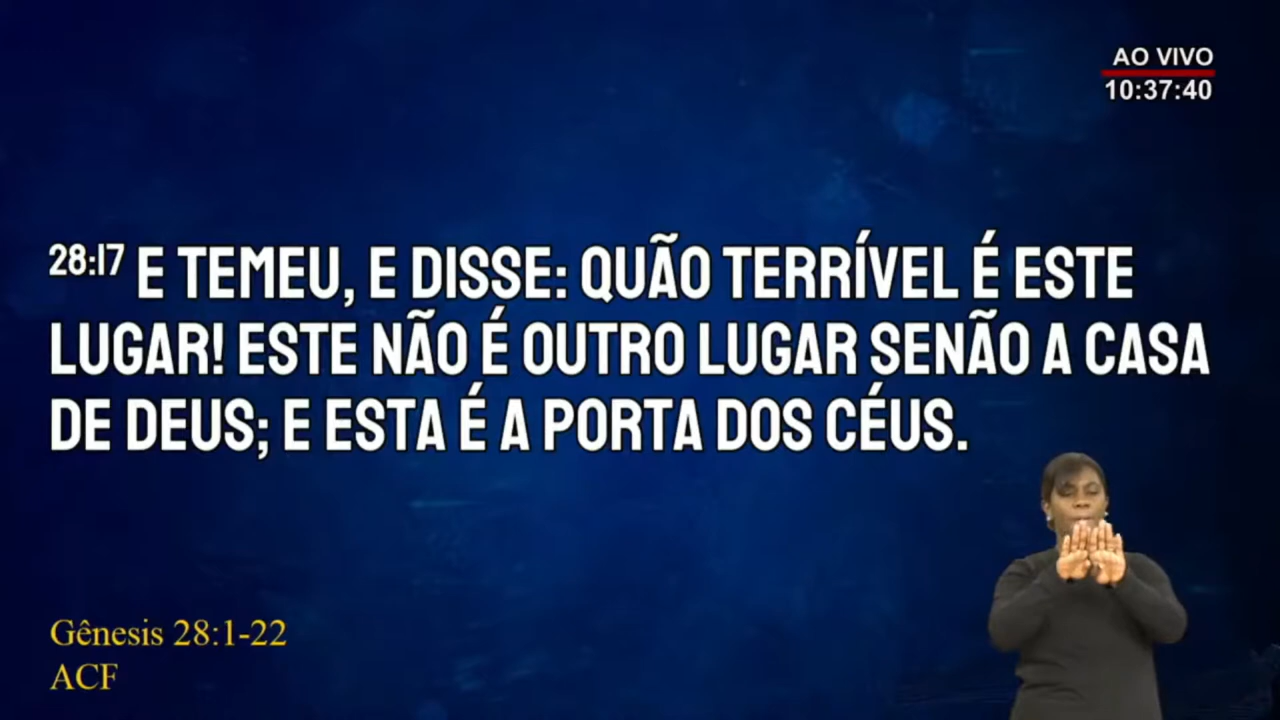 AO VIVO
10:37:40
28:17 E TEMEU, E DISSE: QUÃO TERRÍVEL É ESTE
LUGAR! ESTE NÃO É OUTRO LUGAR SENÃO A CASA
DE DEUS; E ESTA É A PORTA DOS CÉUS.
Gênesis 28:1-22
ACF